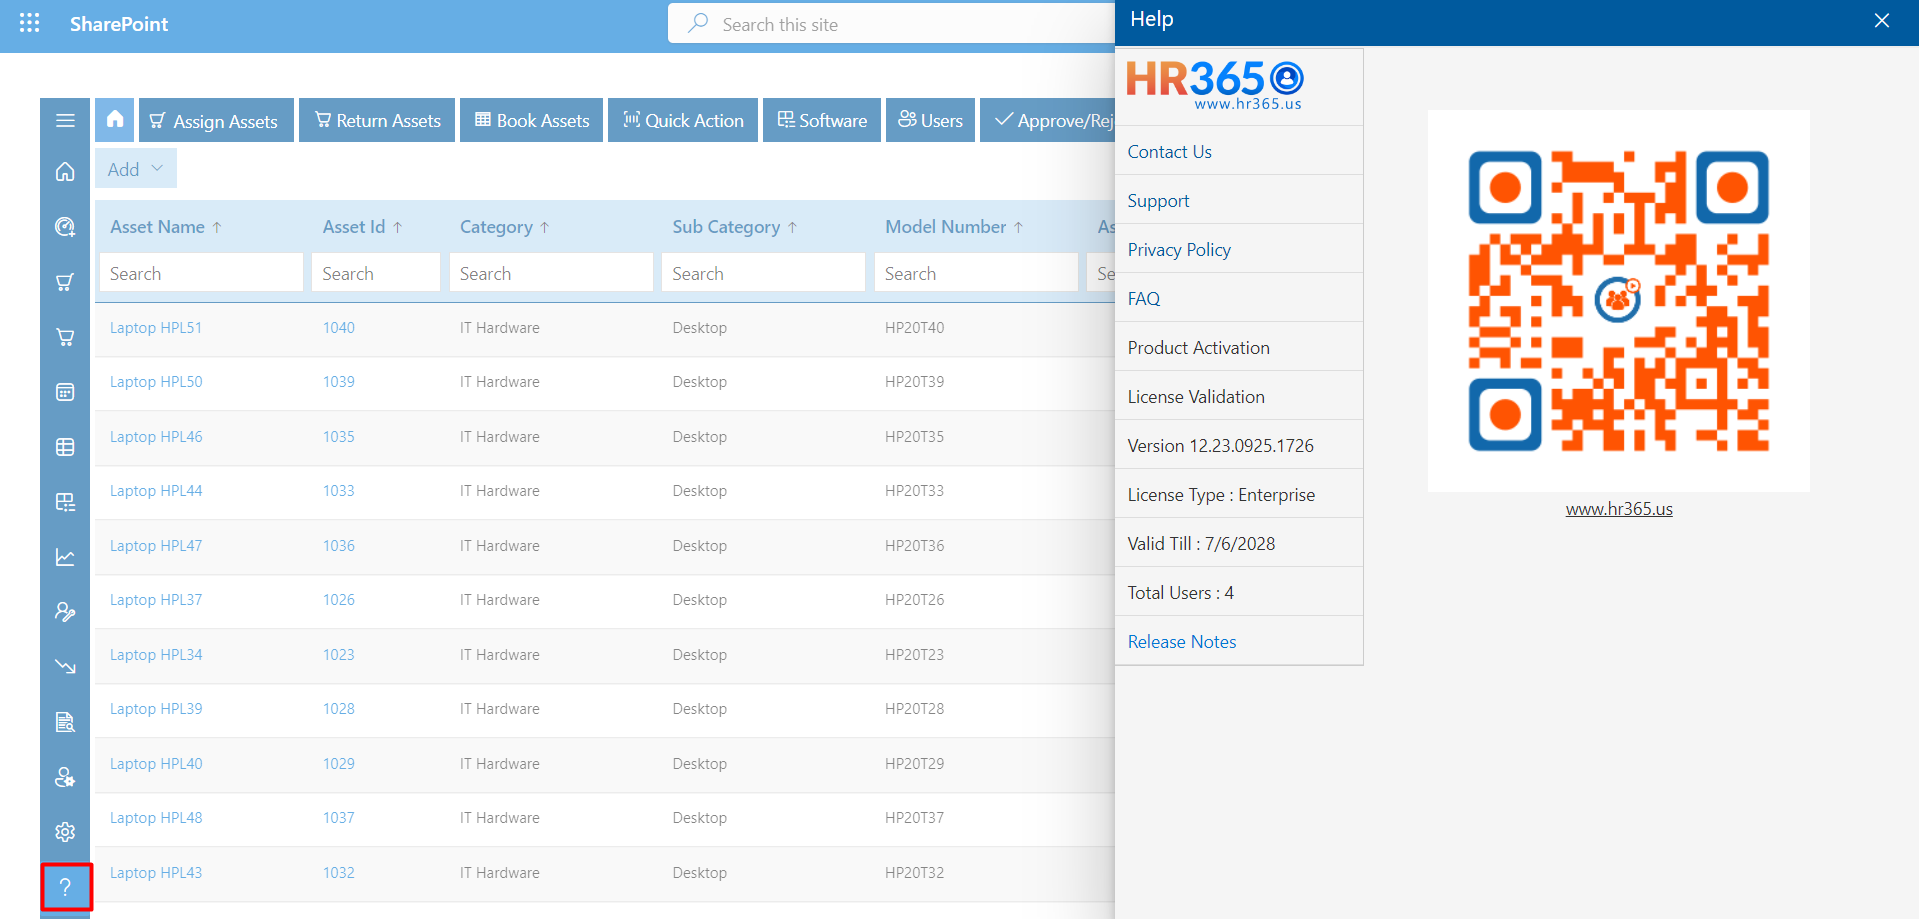 SharePoint
Search this site
Help
HR365
www.hr365.us
Contact Us
Support
Privacy Policy
FAQ
Product Activation
License Validation
Version 12.23.0925.1726
License Type : Enterprise
Valid Till : 7/6/2028
Total Users : 4
Release Notes
www.hr365.us
Assign Assets Return Assets Book Assets Quick Action Software Users Approve/Rej
Add
Asset Name Asset Id Category Sub Category Model Number As
Search Search Search Search Search Se
Laptop HPL51 1040 IT Hardware Desktop HP20T40
Laptop HPL50 1039 IT Hardware Desktop HP20T39
Laptop HPL46 1035 IT Hardware Desktop HP20T35
Laptop HPL44 1033 IT Hardware Desktop HP20T33
Laptop HPL47 1036 IT Hardware Desktop HP20T36
Laptop HPL37 1026 IT Hardware Desktop HP20T26
Laptop HPL34 1023 IT Hardware Desktop HP20T23
Laptop HPL39 1028 IT Hardware Desktop HP20T28
Laptop HPL40 1029 IT Hardware Desktop HP20T29
Laptop HPL48 1037 IT Hardware Desktop HP20T37
Laptop HPL43 1032 IT Hardware Desktop HP20T32
?